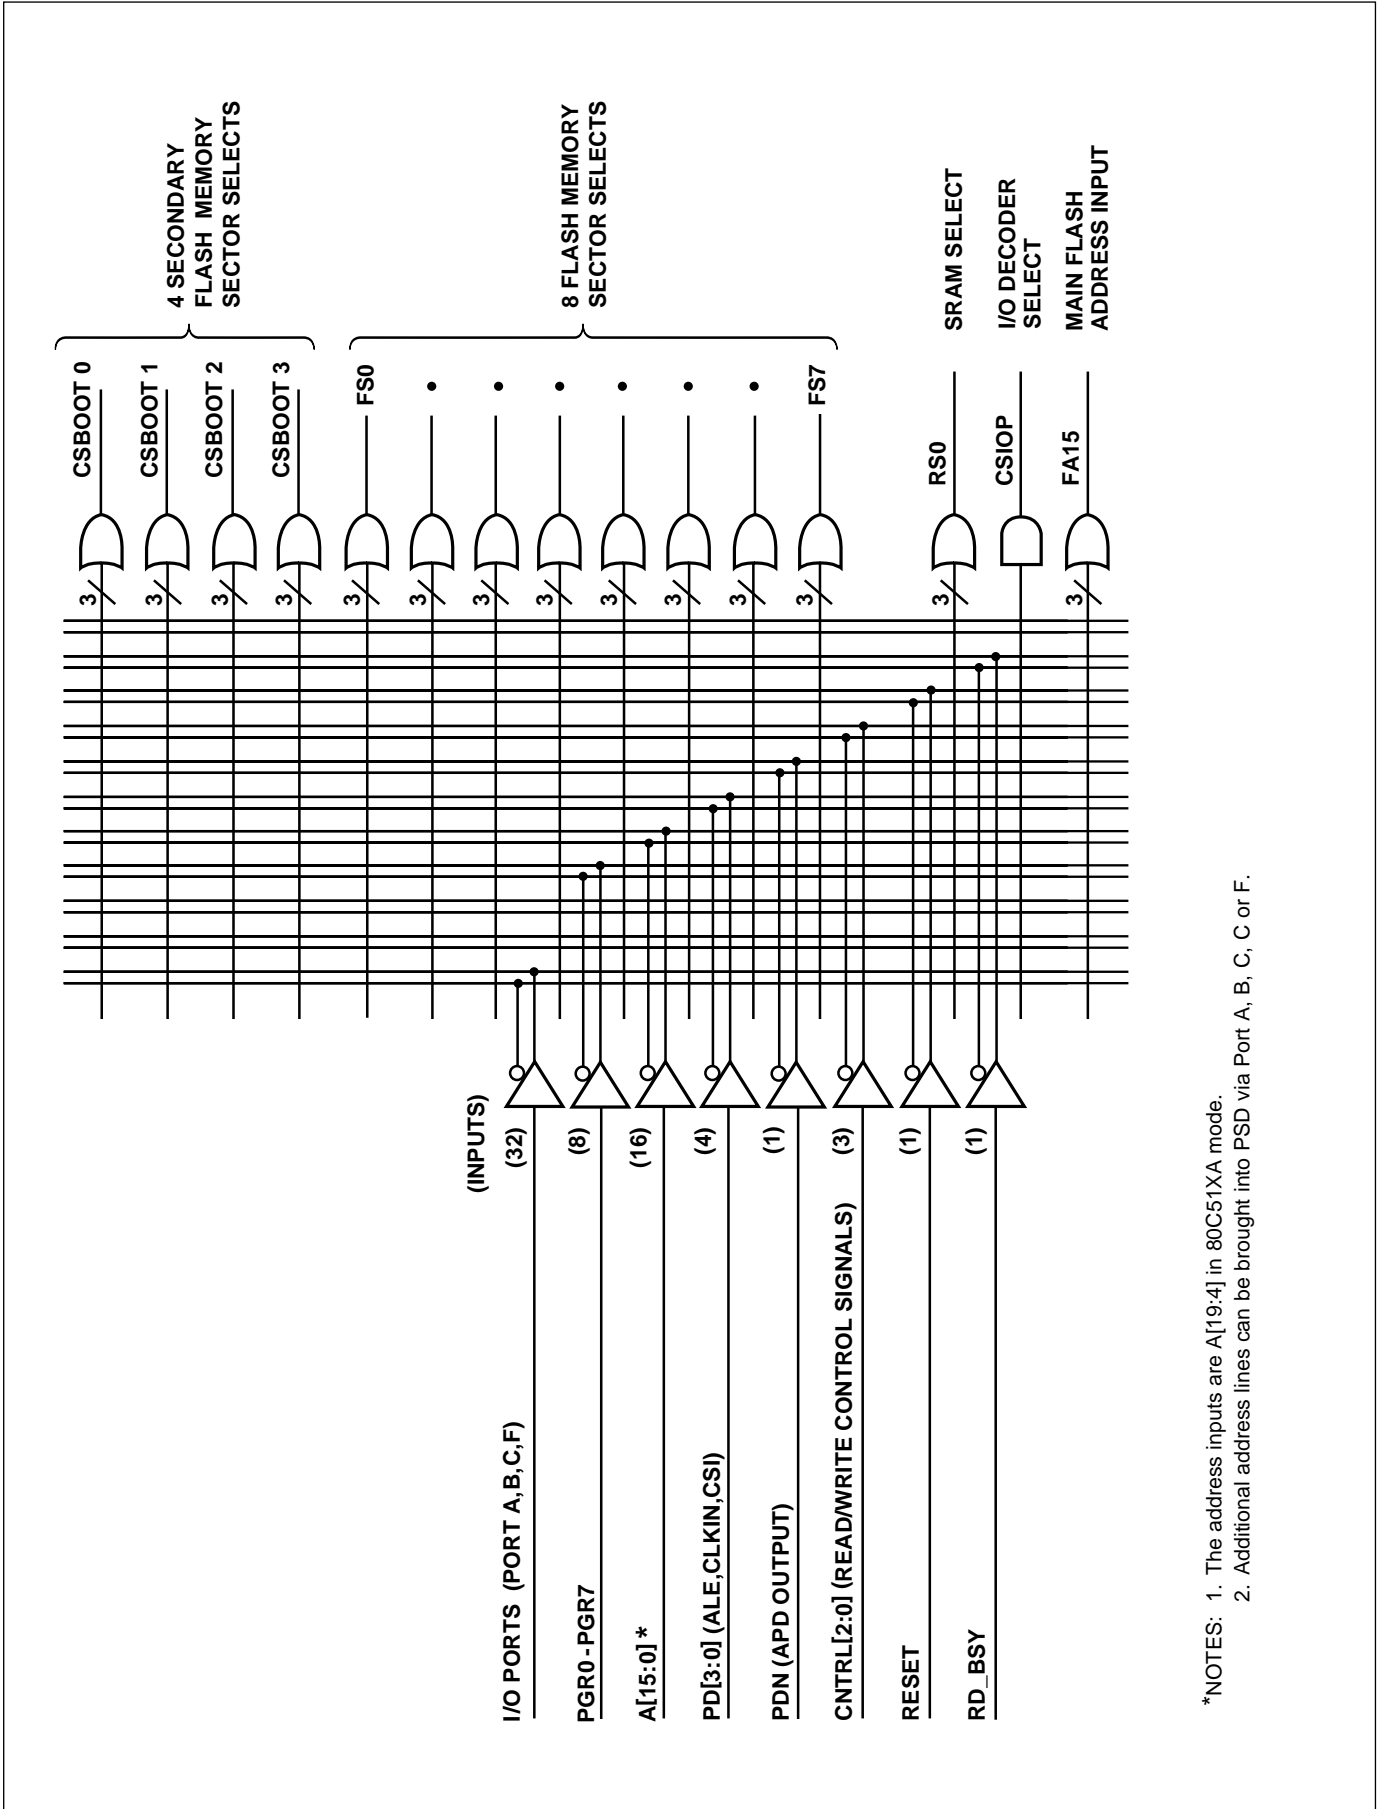 CSBOOT 0
CSBOOT 1
CSBOOT 2
CSBOOT 3
4 SECONDARY
FLASH MEMORY
SECTOR SELECTS
FS0
FS7
8 FLASH MEMORY
SECTOR SELECTS
RS0
SRAM SELECT
CSIOP
I/O DECODER
SELECT
FA15
MAIN FLASH
ADDRESS INPUT
3
3
3
3
3
3
3
3
3
3
3
3
3
3
(INPUTS)
I/O PORTS (PORT A,B,C,F)
(32)
PGR0 - PGR7
(8)
A[15:0] *
(16)
PD[3:0] (ALE,CLKIN,CSI)
(4)
PDN (APD OUTPUT)
(1)
CNTRL[2:0] (READ/WRITE CONTROL SIGNALS)
(3)
RESET
(1)
RD_BSY
(1)
*NOTES: 1. The address inputs are A[19:4] in 80C51XA mode.
2. Additional address lines can be brought into PSD via Port A, B, C, C or F.